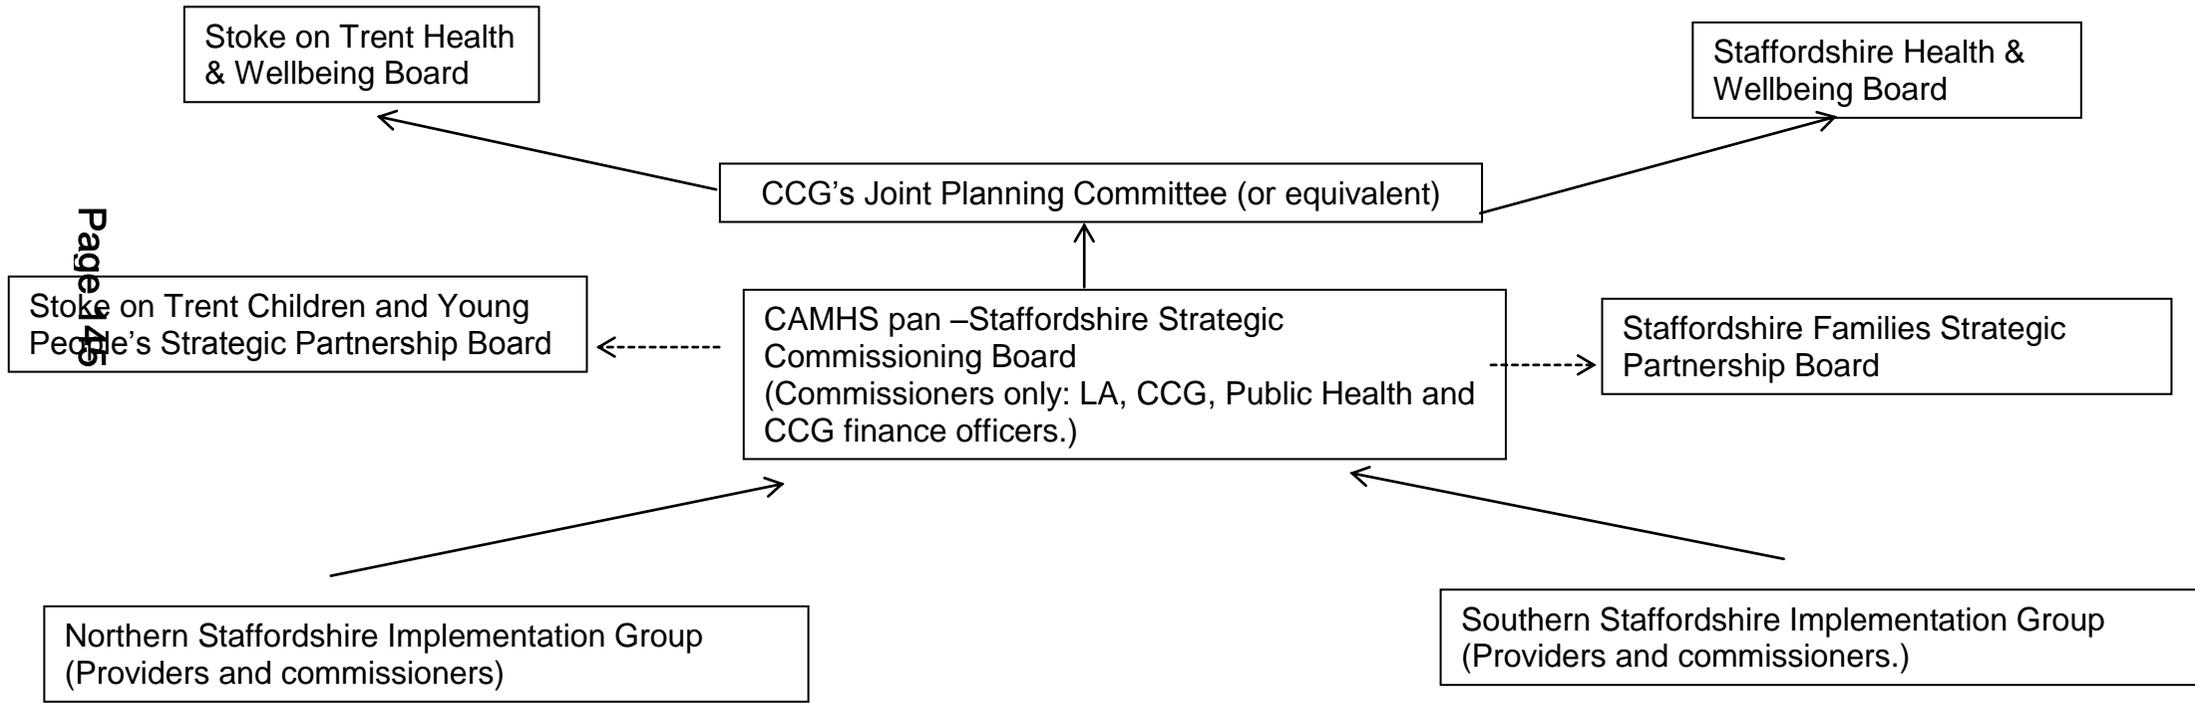 Stoke on Trent Health
& Wellbeing Board
Staffordshire Health &
Wellbeing Board
CCG’s Joint Planning Committee (or equivalent)
Page 145
Stoke on Trent Children and Young
People’s Strategic Partnership Board
CAMHS pan –Staffordshire Strategic
Commissioning Board
(Commissioners only: LA, CCG, Public Health and
CCG finance officers.)
Staffordshire Families Strategic
Partnership Board
Northern Staffordshire Implementation Group
(Providers and commissioners)
Southern Staffordshire Implementation Group
(Providers and commissioners.)